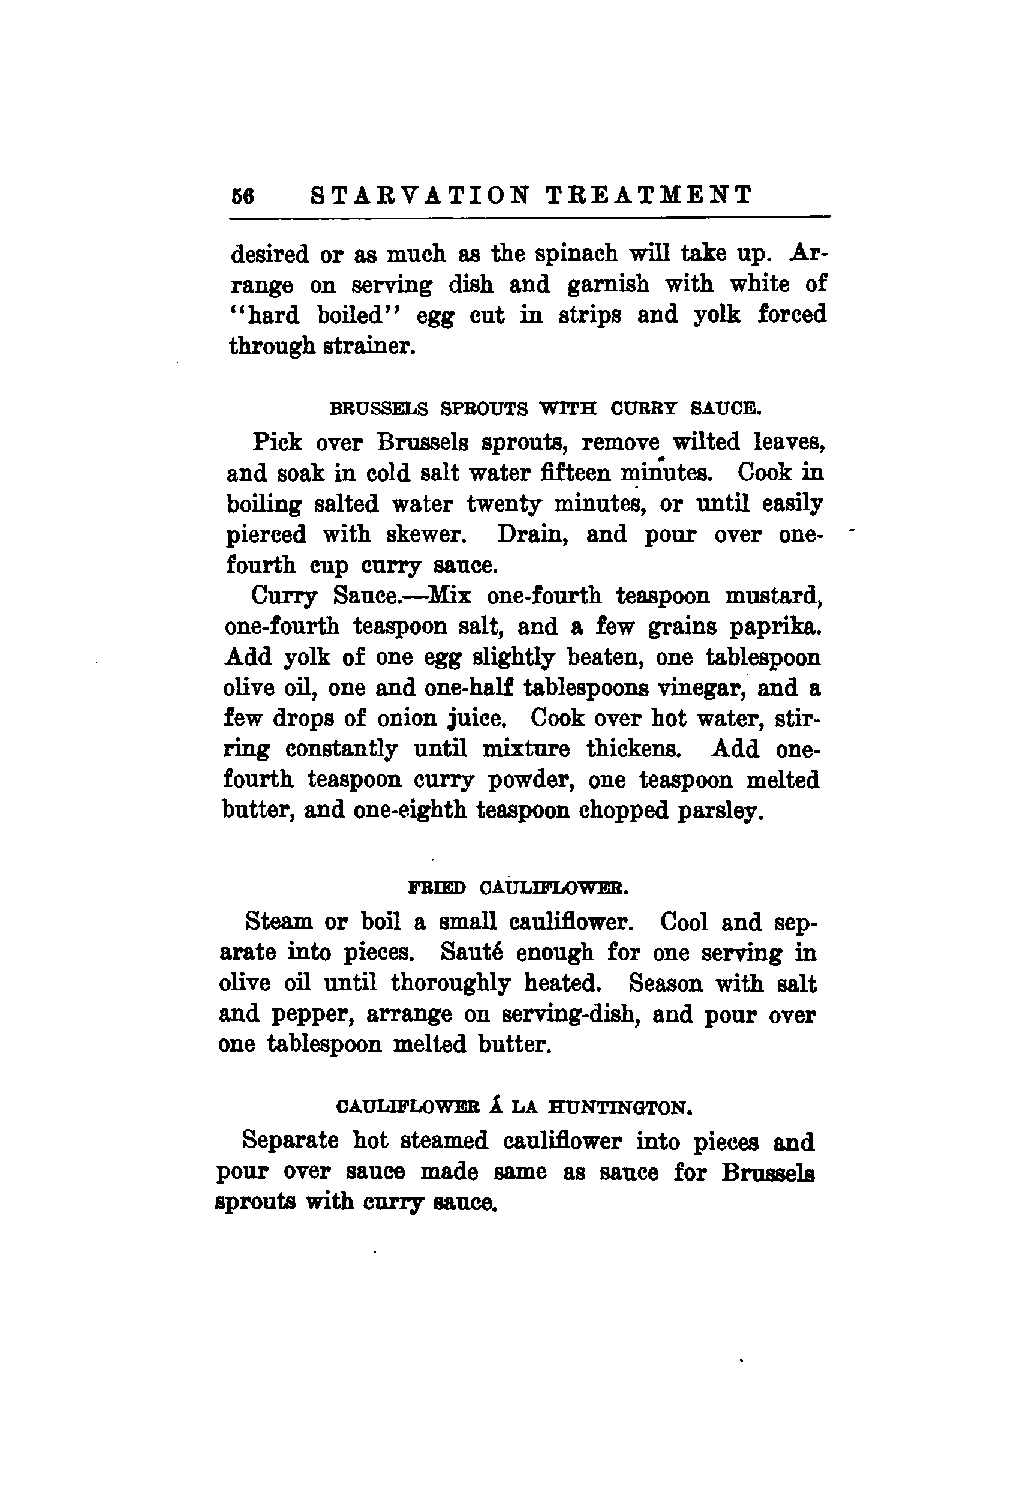 56 STARVATION TREATMENT
desired or as much as the spinach will take up. Ar-
range on serving dish and garnish with white of
"hard boiled" egg cut in strips and yolk forced
through strainer.
BRUSSELS SPROUTS WITH CURRY SAUCE.
Pick over Brussels sprouts, remove wilted leaves,
and soak in cold salt water fifteen minutes. Cook in
boiling salted water twenty minutes, or until easily
pierced with skewer. Drain, and pour over one-
fourth cup curry sauce.
Curry Sauce.—Mix one-fourth teaspoon mustard,
one-fourth teaspoon salt, and a few grains paprika.
Add yolk of one egg slightly beaten, one tablespoon
olive oil, one and one-half tablespoons vinegar, and a
few drops of onion juice. Cook over hot water, stir-
ring constantly until mixture thickens. Add one-
fourth teaspoon curry powder, one teaspoon melted
butter, and one-eighth teaspoon chopped parsley.
FRIED CAULIFLOWER.
Steam or boil a small cauliflower. Cool and sep-
arate into pieces. Sauté enough for one serving in
olive oil until thoroughly heated. Season with salt
and pepper, arrange on serving-dish, and pour over
one tablespoon melted butter.
CAULIFLOWER Á LA HUNTINGTON.
Separate hot steamed cauliflower into pieces and
pour over sauce made same as sauce for Brussels
sprouts with curry sauce.